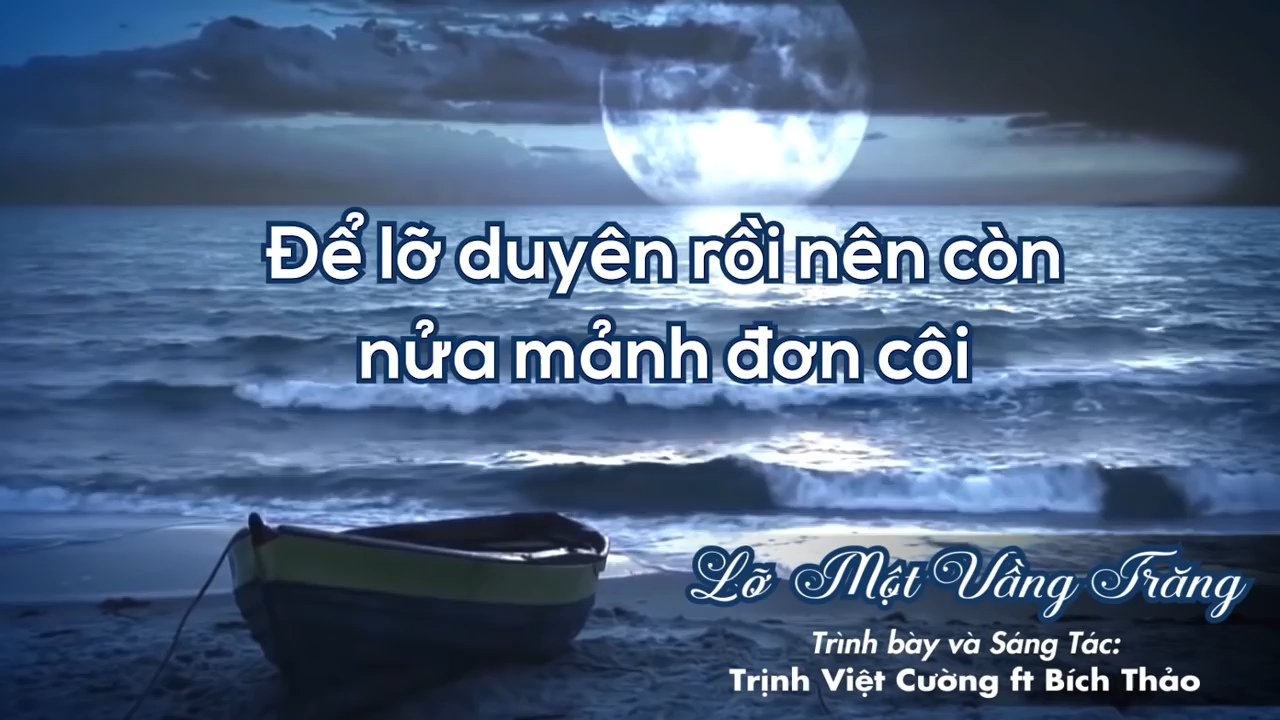 Để lỡ duyên rồi nên còn
nửa mảnh đơn côi
Lỡ Một Vầng Trăng
Trình bày và Sáng Tác:
Trịnh Việt Cường ft Bích Thảo